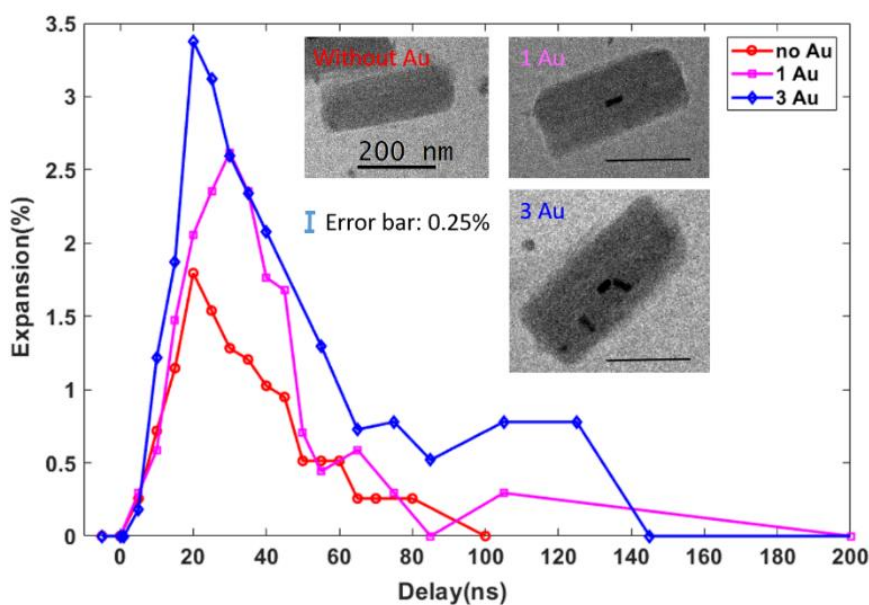 3.5
3
2.5
2
1.5
1
0.5
0
Expansion(%)
Without Au
200 nm
1 Au
3 Au
Error bar: 0.25%
no Au
1 Au
3 Au
0 20 40 60 80 100 120 140 160 180 200
Delay(ns)